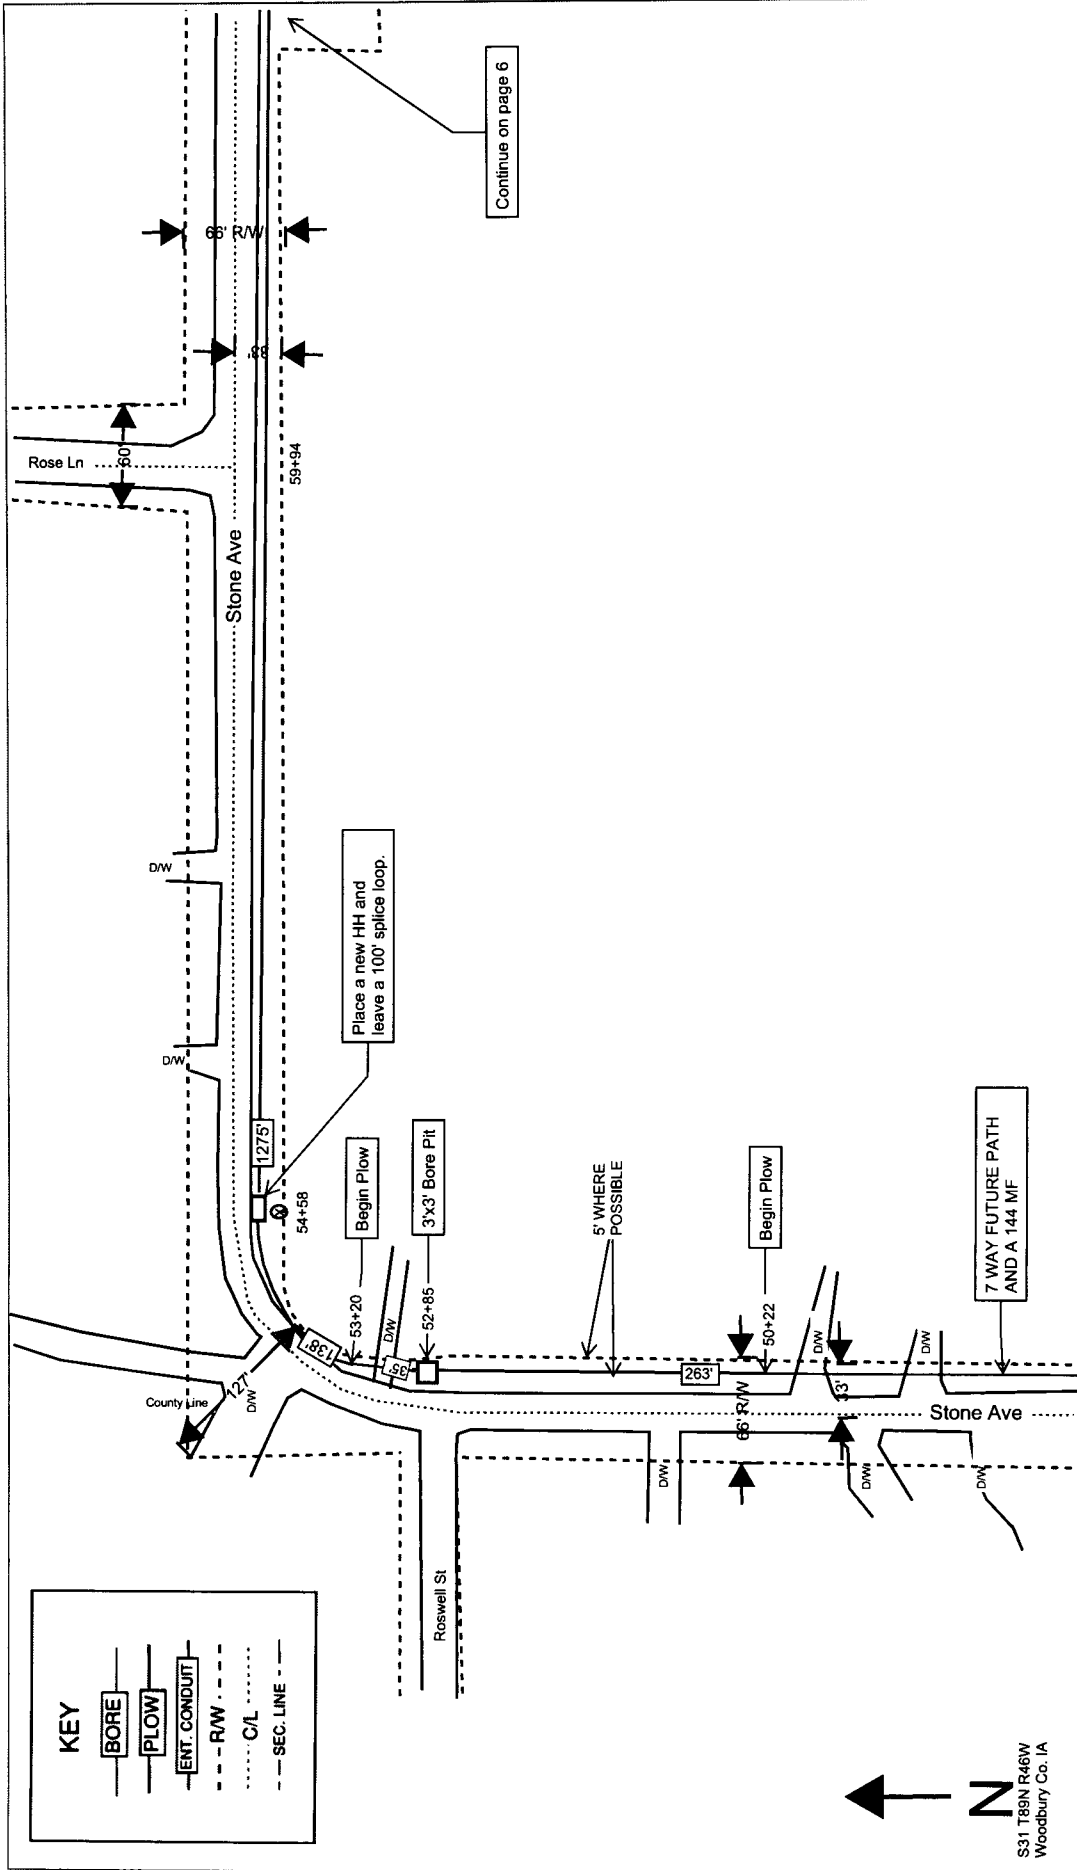 KEY
BORE
PLOW
ENT. CONDUIT
R/W
C/L
SEC. LINE
N
S31 T89N R46W
Woodbury Co. IA
Roswell St
County Line
D/W
127'
138'
35'
D/W
53+20
Begin Plow
52+85
3'x3' Bore Pit
54+58
1275'
Place a new HH and
leave a 100' splice loop.
D/W
D/W
Stone Ave
Rose Ln
60'
59+94
33'
66' R/W
Continue on page 6
5' WHERE
POSSIBLE
263'
50+22
Begin Plow
66' R/W
D/W
D/W
33'
D/W
D/W
D/W
Stone Ave
7 WAY FUTURE PATH
AND A 144 MF